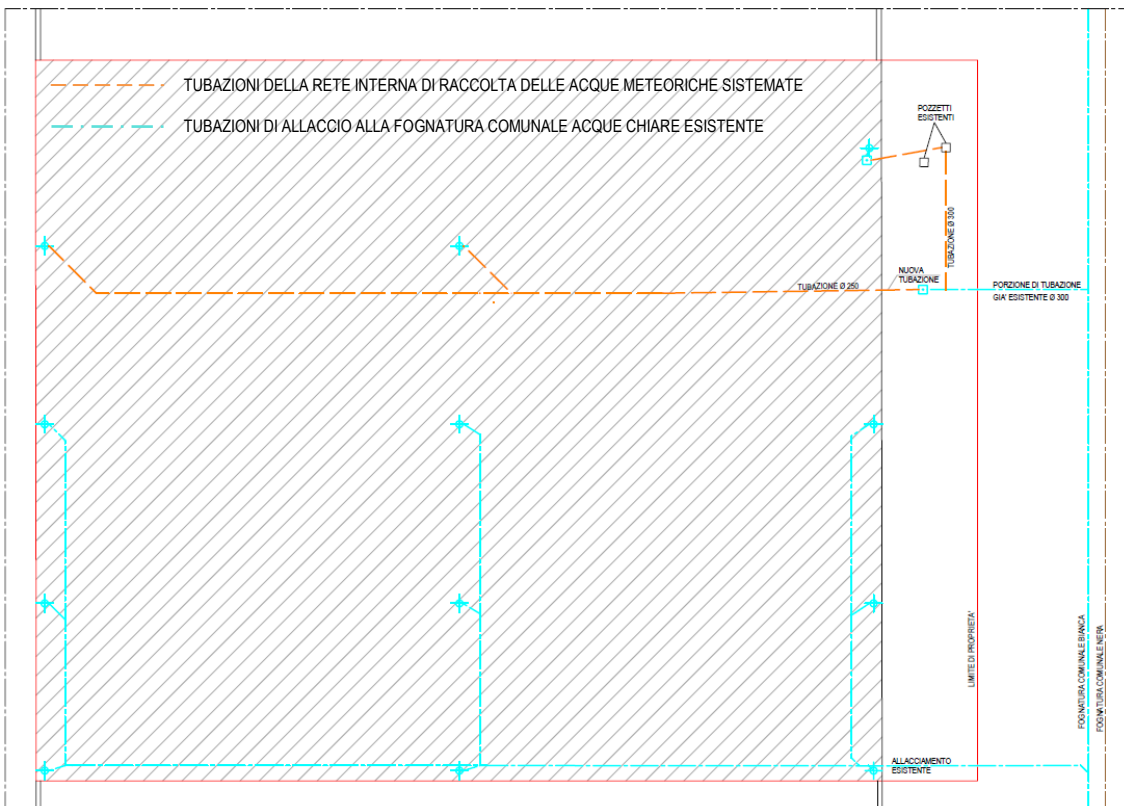 TUBAZIONI DELLA RETE INTERNA DI RACCOLTA DELLE ACQUE METEORICHE SISTEMATE
TUBAZIONI DI ALLACCIO ALLA FOGNATURA COMUNALE ACQUE CHIARE ESISTENTE
POZZETTI
ESISTENTI
TUBAZIONE Ø 300
NUOVA
TUBAZIONE
TUBAZIONE Ø 250
PORZIONE DI TUBAZIONE
GIA' ESISTENTE Ø 300
LIMITE DI PROPRIETA'
FOGNATURA COMUNALE BIANCA
FOGNATURA COMUNALE NERA
ALLACCIAMENTO
ESISTENTE